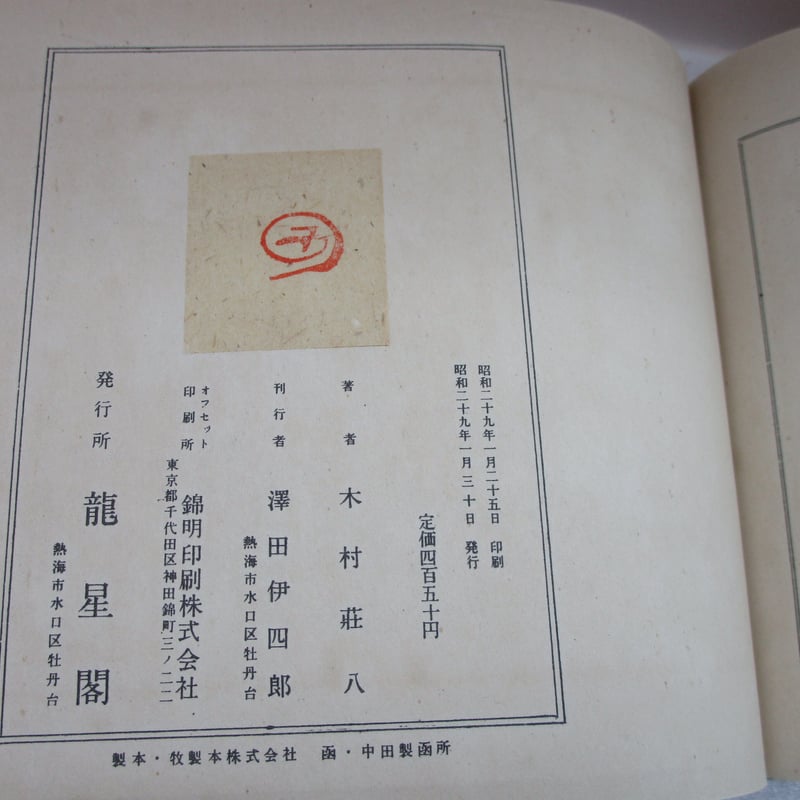 昭和二十九年一月二十五日 印刷
昭和二十九年一月三十日 発行
定価四百五十円
著者 木村莊八
刊行者 澤田伊四郎
熱海市水口区牡丹台
オフセット
印刷所 錦明印刷株式会社
東京都千代田区神田錦町三ノ二二
発行所 龍星閣
熱海市水口区牡丹台
製本・牧製本株式会社 函・中田製函所